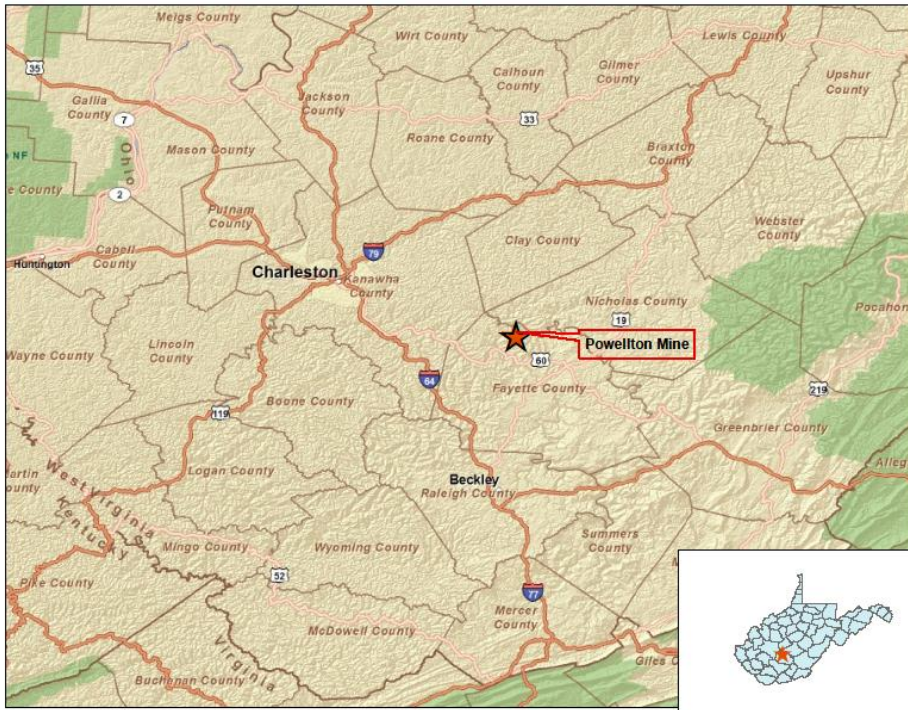 Meigs County
Wirt County
Lewis County
35
Calhoun
County
Gilmer
County
Upshur
County
Gallia
County
Jackson
County
7
33
Roane County
Mason County
Braxton
County
NF
Ohio
e County
2
Putnam
County
Webster
County
Clay County
Cabell
County
Huntington
79
Charleston
Kanawha
County
Nicholas County
Pocahon
19
Powellton Mine
Lincoln
County
Wayne County
60
64
Fayette County
219
Boone County
119
Greenbrier County
Logan County
Martin
County
West Virginia
Kentucky
Beckley
Raleigh County
Alleg
Summers
County
Mingo County
Wyoming County
52
Pike County
77
Mercer
County
McDowell County
Virginia
Giles County
Buchanan County